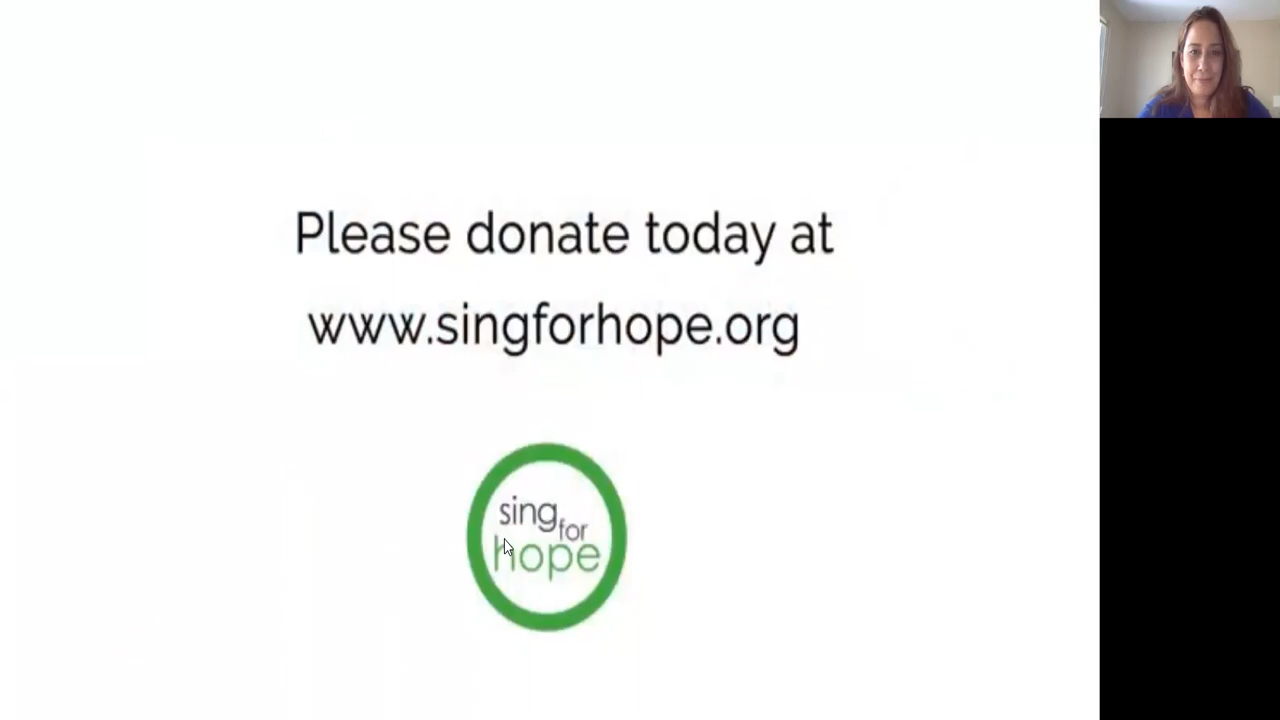 Please donate today at
www.singforhope.org
sing
for
hope